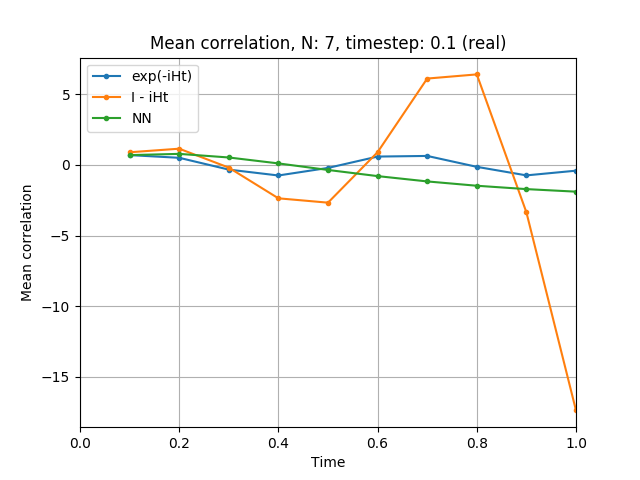 Mean correlation, N: 7, timestep: 0.1 (real)
exp(-iHt)
I - iHt
NN
Mean correlation
5
0
−5
−10
−15
0.0 0.2 0.4 0.6 0.8 1.0
Time